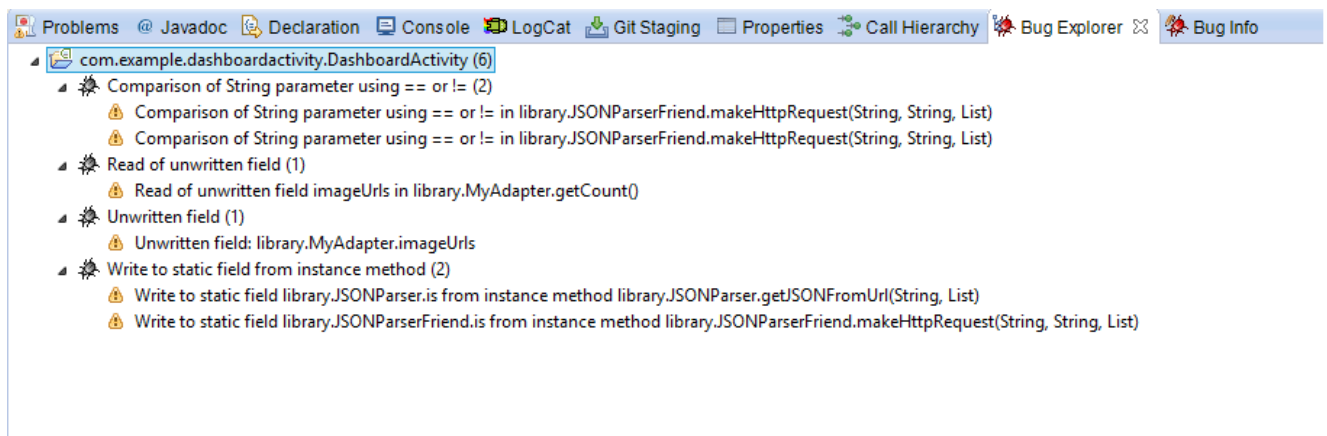 Problems @ Javadoc Declaration Console LogCat Git Staging Properties Call Hierarchy Bug Explorer Bug Info
com.example.dashboardactivity.DashboardActivity (6)
Comparison of String parameter using == or != (2)
Comparison of String parameter using == or != in library.JSONParserFriend.makeHttpRequest(String, String, List)
Comparison of String parameter using == or != in library.JSONParserFriend.makeHttpRequest(String, String, List)
Read of unwritten field (1)
Read of unwritten field imageUrls in library.MyAdapter.getCount()
Unwritten field (1)
Unwritten field: library.MyAdapter.imageUrls
Write to static field from instance method (2)
Write to static field library.JSONParser.is from instance method library.JSONParser.getJSONFromUrl(String, List)
Write to static field library.JSONParserFriend.is from instance method library.JSONParserFriend.makeHttpRequest(String, String, List)